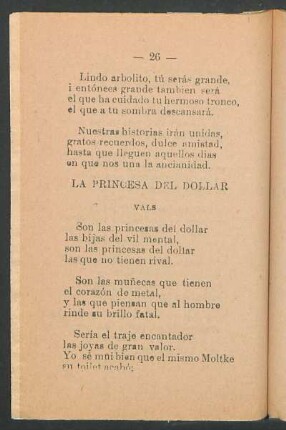 — 26 —
Lindo arbolito, tú serás grande,
i entónces grande tambien será
el que ha cuidado tu hermoso tronco,
el que a tu sombra descansará.
Nuestras historias irán unidas,
gratos recuerdos, dulce amistad,
hasta que lleguen aquellos dias
en que nos una la ancianidad.
LA PRINCESA DEL DOLLAR
VALS
Son las princesas del dollar
las bijas del vil mental,
son las princesas del dollar
las que no tienen rival.
Son las muñecas que tienen
el corazón de metal,
y las que piensan que al hombre
rinde su brillo fatal.
Seria el traje encantador
las joyas de gran valor.
Yo sé mui bien que el mismo Moltke
su toilet acabó;